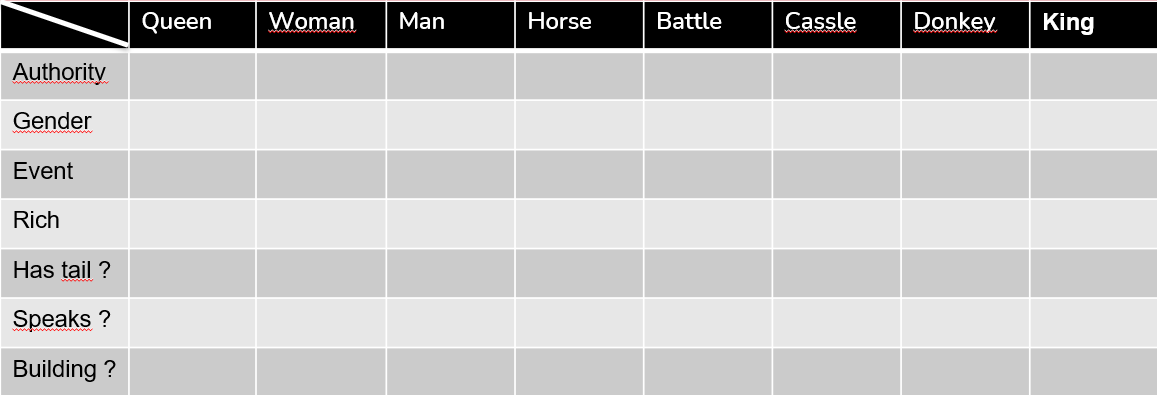 Queen Woman Man Horse Battle Cassle Donkey King
Authority
Gender
Event
Rich
Has tail ?
Speaks ?
Building ?